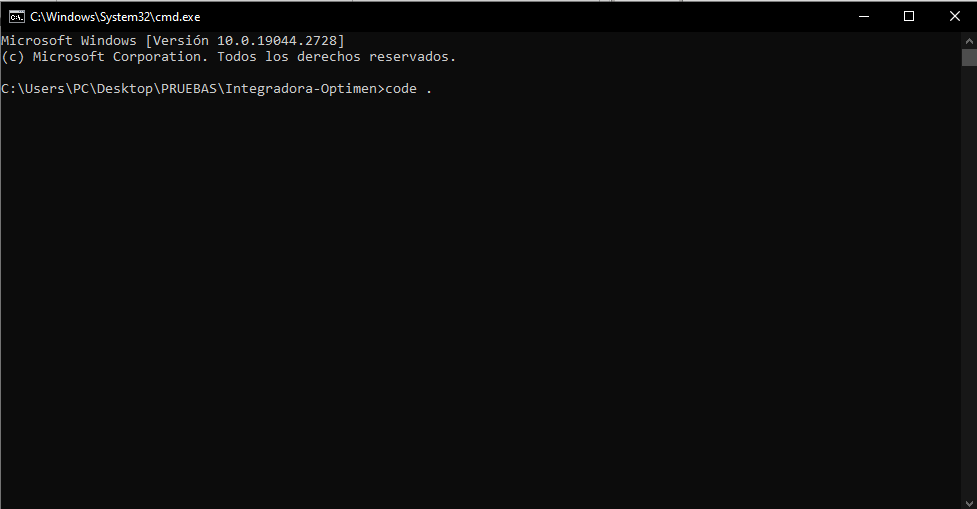 C:\Windows\System32\cmd.exe
Microsoft Windows [Versión 10.0.19044.2728]
(c) Microsoft Corporation. Todos los derechos reservados.
C:\Users\PC\Desktop\PRUEBAS\Integradora-Optimen>code .